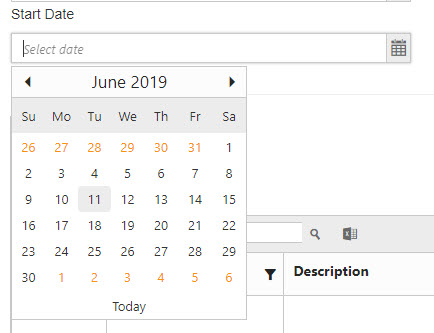 Start Date
Select date
June 2019
Su Mo Tu We Th Fr Sa
26 27 28 29 30 31 1
2 3 4 5 6 7 8
9 10 11 12 13 14 15
16 17 18 19 20 21 22
23 24 25 26 27 28 29
30 1 2 3 4 5 6
Today
Description